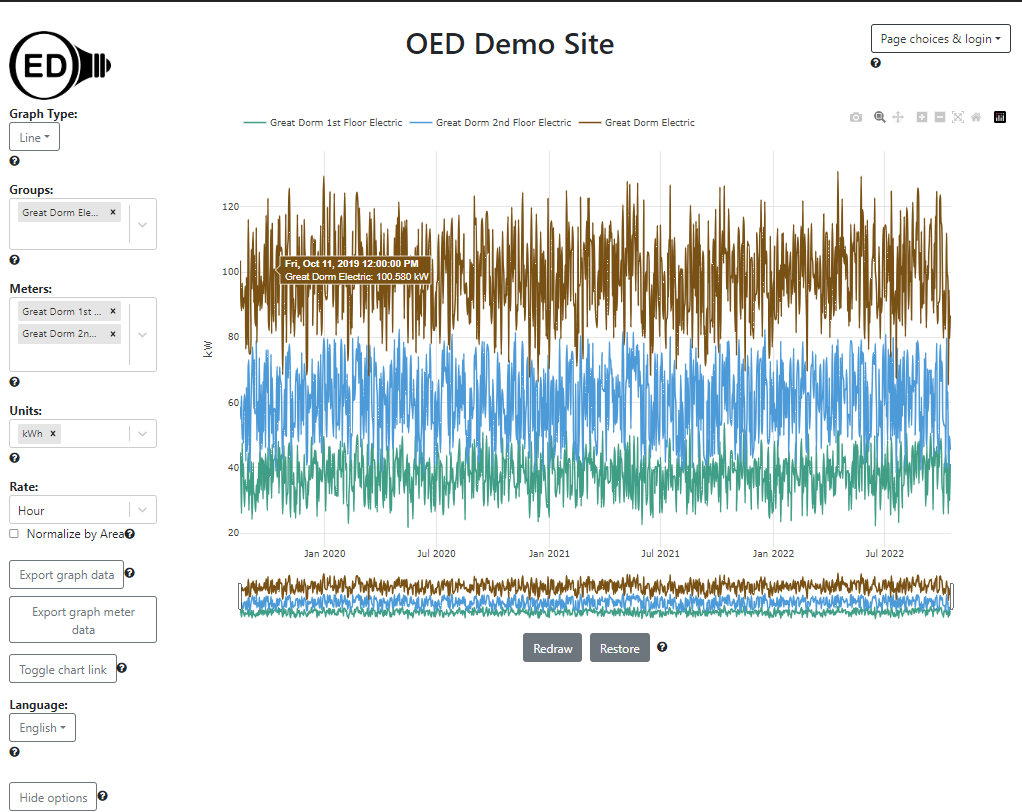 OED Demo Site
Page choices & login
ED
Graph Type:
Line
Groups:
Great Dorm Ele... ×
Meters:
Great Dorm 1st ... ×
Great Dorm 2n... ×
Units:
kWh ×
Rate:
Hour
Normalize by Area
Export graph data
Export graph meter
data
Toggle chart link
Language:
English
Hide options
Great Dorm 1st Floor Electric
Great Dorm 2nd Floor Electric
Great Dorm Electric
120
100
80
60
40
20
kW
Fri, Oct 11, 2019 12:00:00 PM
Great Dorm Electric: 100.580 kW
Jan 2020
Jul 2020
Jan 2021
Jul 2021
Jan 2022
Jul 2022
Redraw
Restore